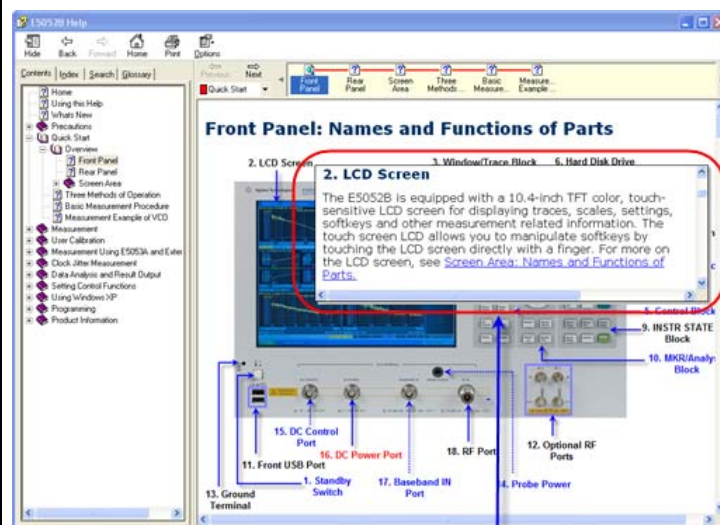 E5052B Help
Hide Back Forward Home Print Options
Contents Index Search Glossary
Previous Next
Quick Start
Front Panel
Rear Panel
Screen Area
Three Methods ...
Basic Measure...
Measure... Example ...
Home
Using this Help
Whats New
Precautions
Quick Start
Overview
Front Panel
Rear Panel
Screen Area
Three Methods of Operation
Basic Measurement Procedure
Measurement Example of VCO
Measurement
User Calibration
Measurement Using E5053A and Exter
Clock Jitter Measurement
Data Analysis and Result Output
Setting Control Functions
Using Windows XP
Programming
Product Information
Front Panel: Names and Functions of Parts
2. LCD Screen
3. Window/Trace Block
6. Hard Disk Drive
2. LCD Screen
The E5052B is equipped with a 10.4-inch TFT color, touch-
sensitive LCD screen for displaying traces, scales, settings,
softkeys and other measurement related information. The
touch screen LCD allows you to manipulate softkeys by
touching the LCD screen directly with a finger. For more on
the LCD screen, see Screen Area: Names and Functions of
Parts.
Control Block
9. INSTR STATE
Block
10. MKR/Analy
Block
15. DC Control
Port
16. DC Power Port
18. RF Port
12. Optional RF
Ports
11. Front USB Port
1. Standby
Switch
17. Baseband IN
Port
14. Probe Power
13. Ground
Terminal